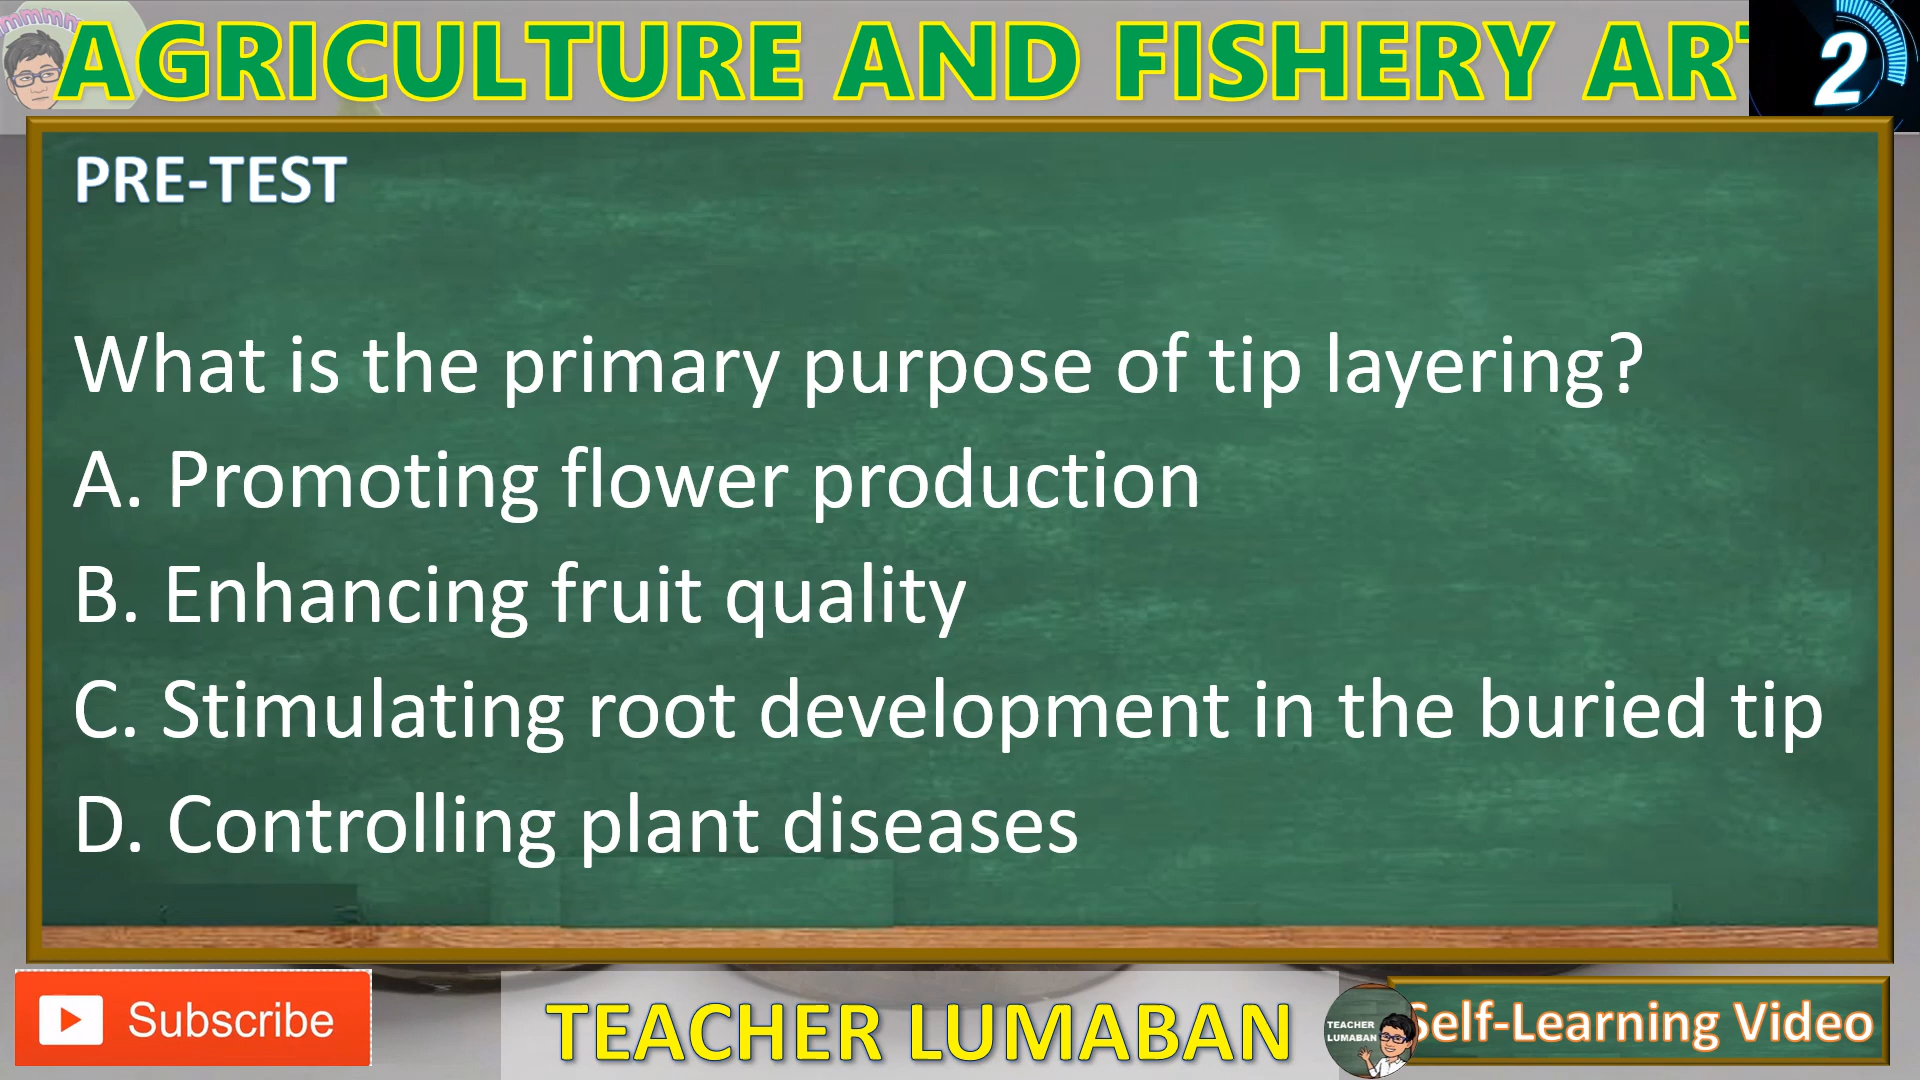 AGRICULTURE AND FISHERY AR
2
PRE-TEST
What is the primary purpose of tip layering?
A. Promoting flower production
B. Enhancing fruit quality
C. Stimulating root development in the buried tip
D. Controlling plant diseases
Subscribe
TEACHER LUMABAN
TEACHER
LUMABAN
Self-Learning Video